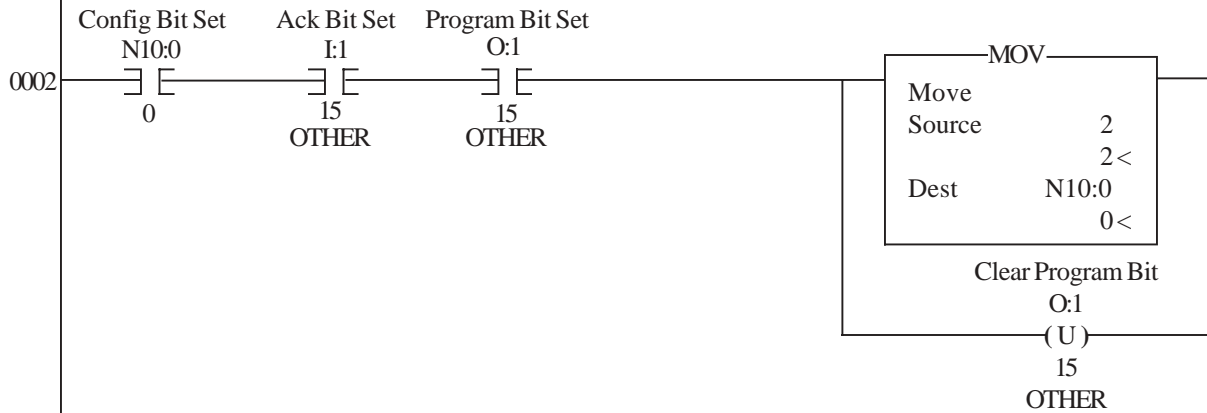 Config Bit Set
N10:0
0
Ack Bit Set
I:1
15
OTHER
Program Bit Set
O:1
15
OTHER
0002
MOV
Move
Source 2
2<
Dest N10:0
0<
Clear Program Bit
O:1
(U)
15
OTHER